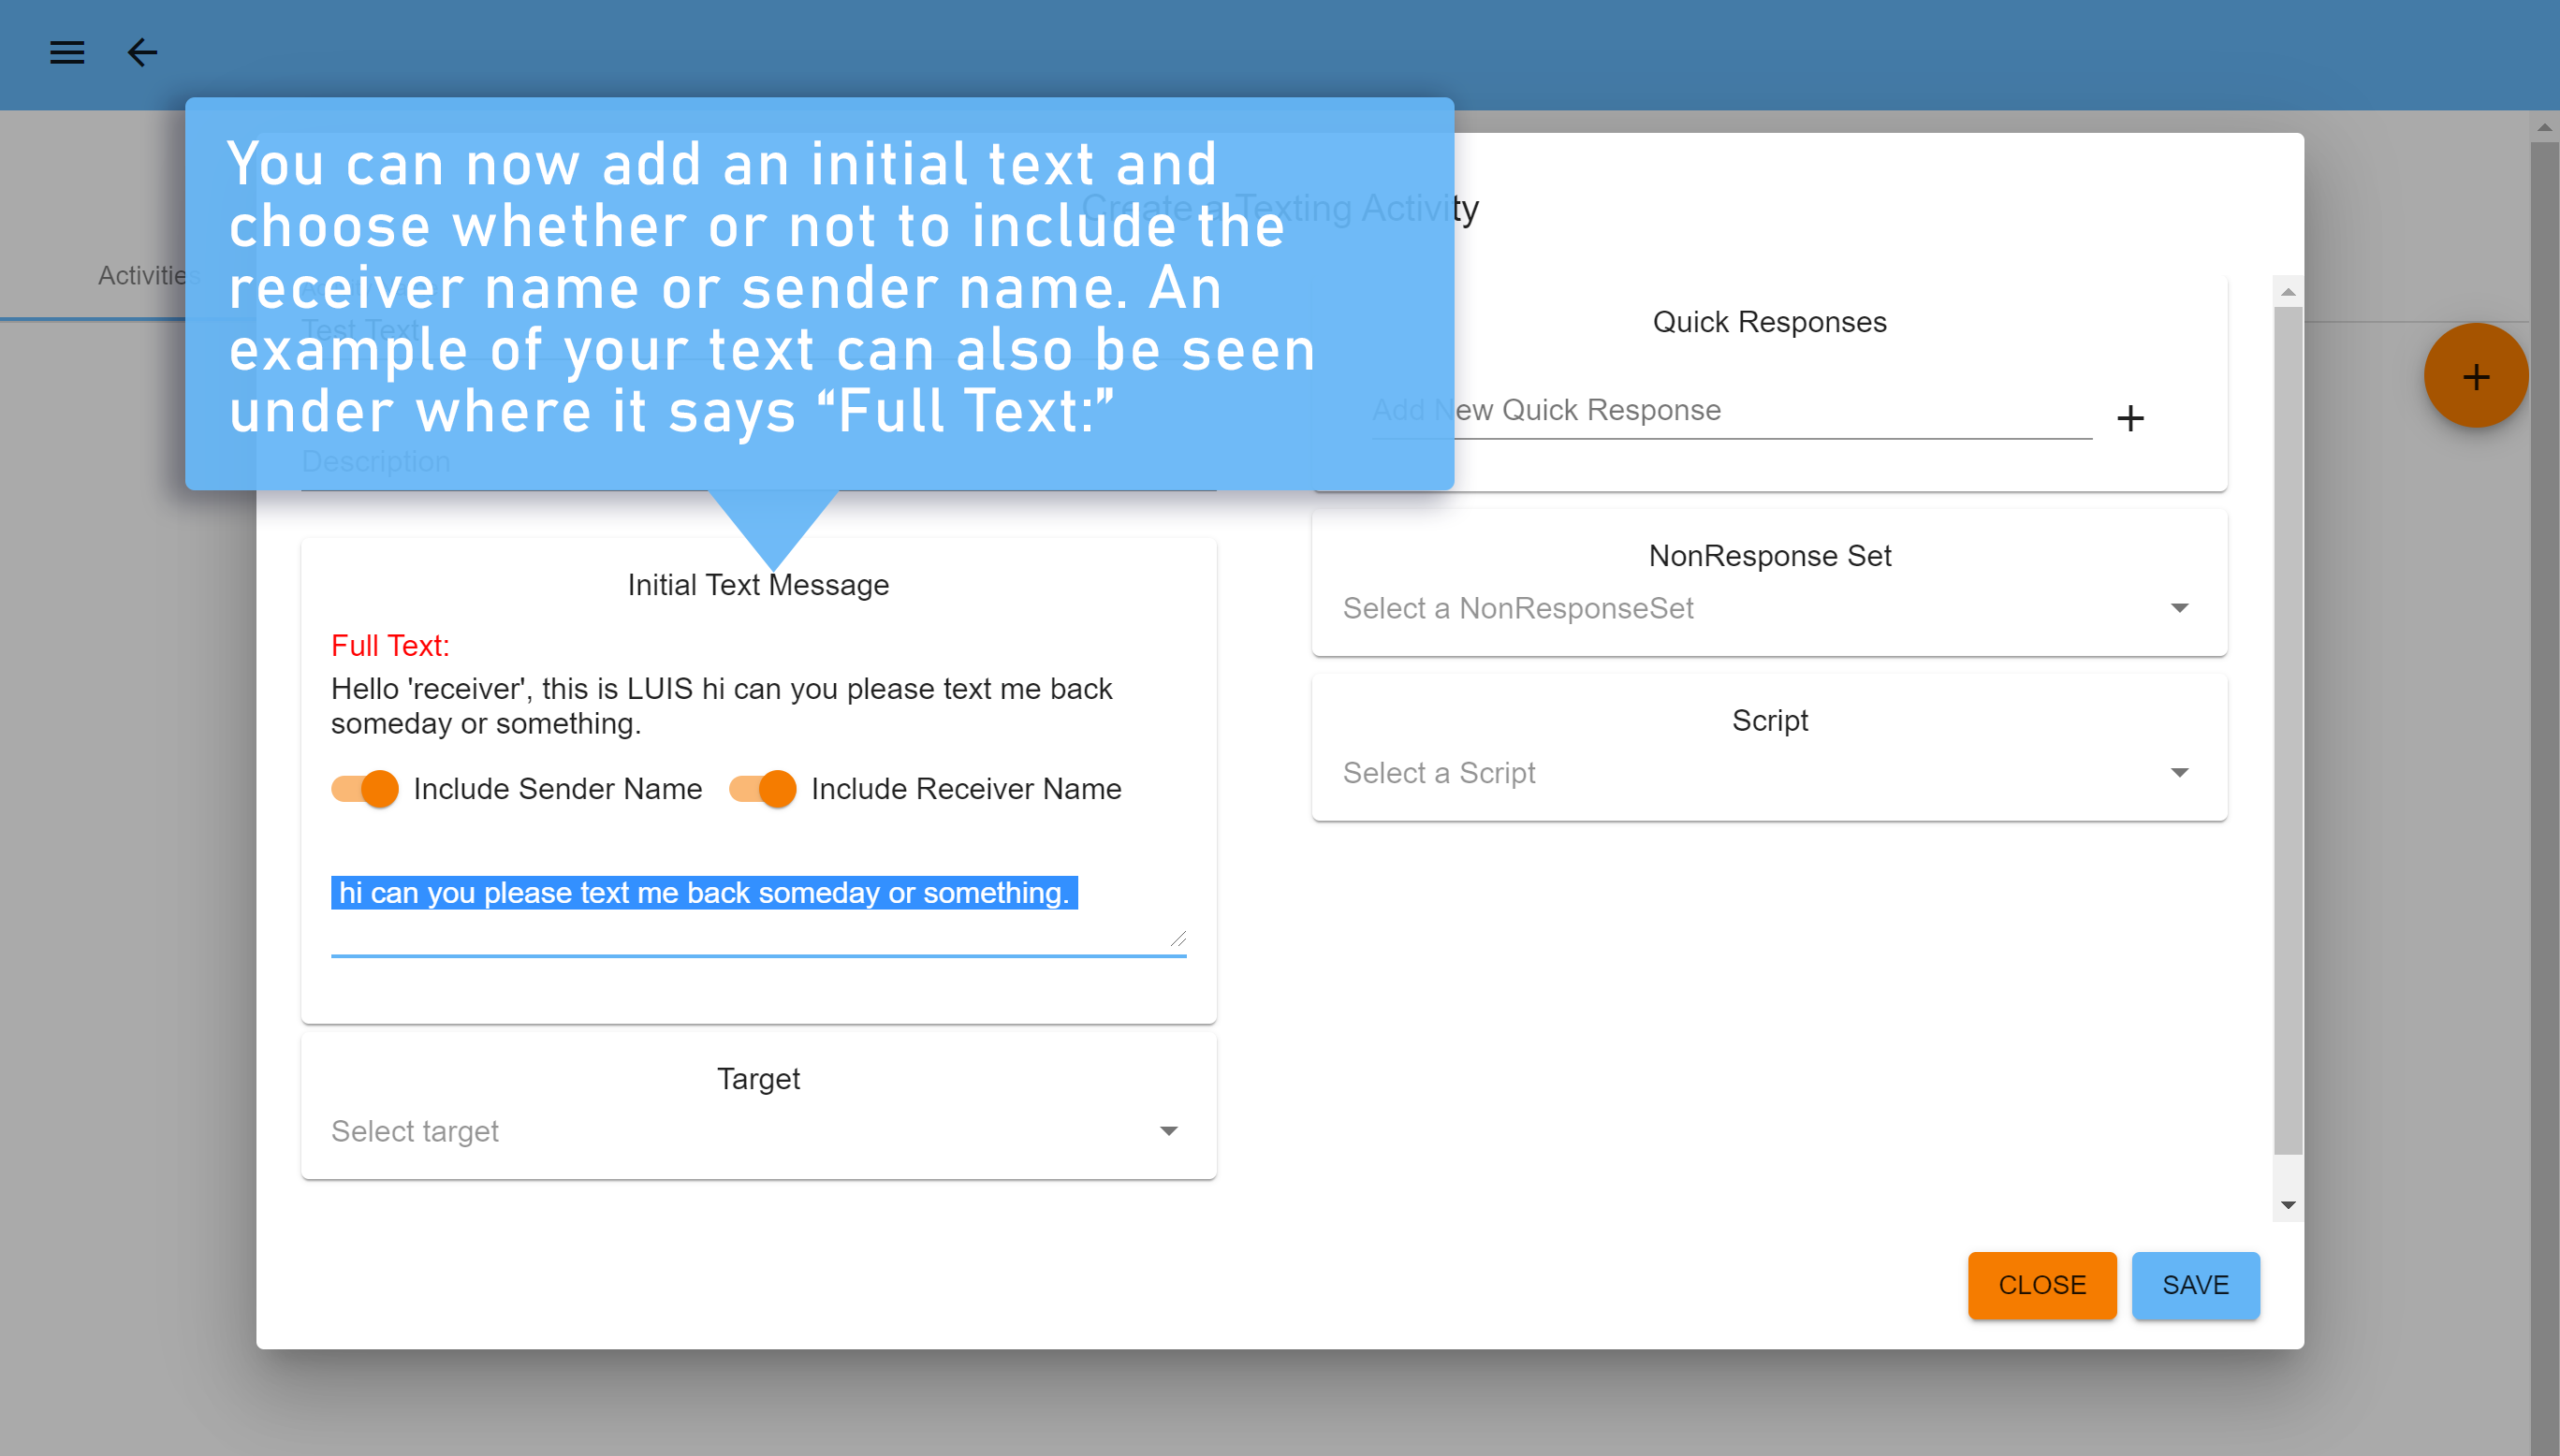 You can now add an initial text and
choose whether or not to include the
receiver name or sender name. An
example of your text can also be seen
under where it says “Full Text:”
Create a Texting Activity
Activities
Test Text
Description
Initial Text Message
Full Text:
Hello 'receiver', this is LUIS hi can you please text me back
someday or something.
Include Sender Name Include Receiver Name
hi can you please text me back someday or something.
Target
Select target
Quick Responses
Add New Quick Response
NonResponse Set
Select a NonResponseSet
Script
Select a Script
CLOSE SAVE